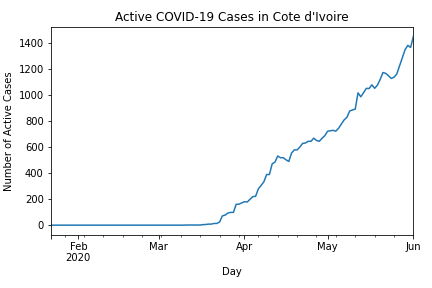 Active COVID-19 Cases in Cote d'Ivoire
Number of Active Cases
1400
1200
1000
800
600
400
200
0
Feb
2020
Mar
Apr
May
Jun
Day